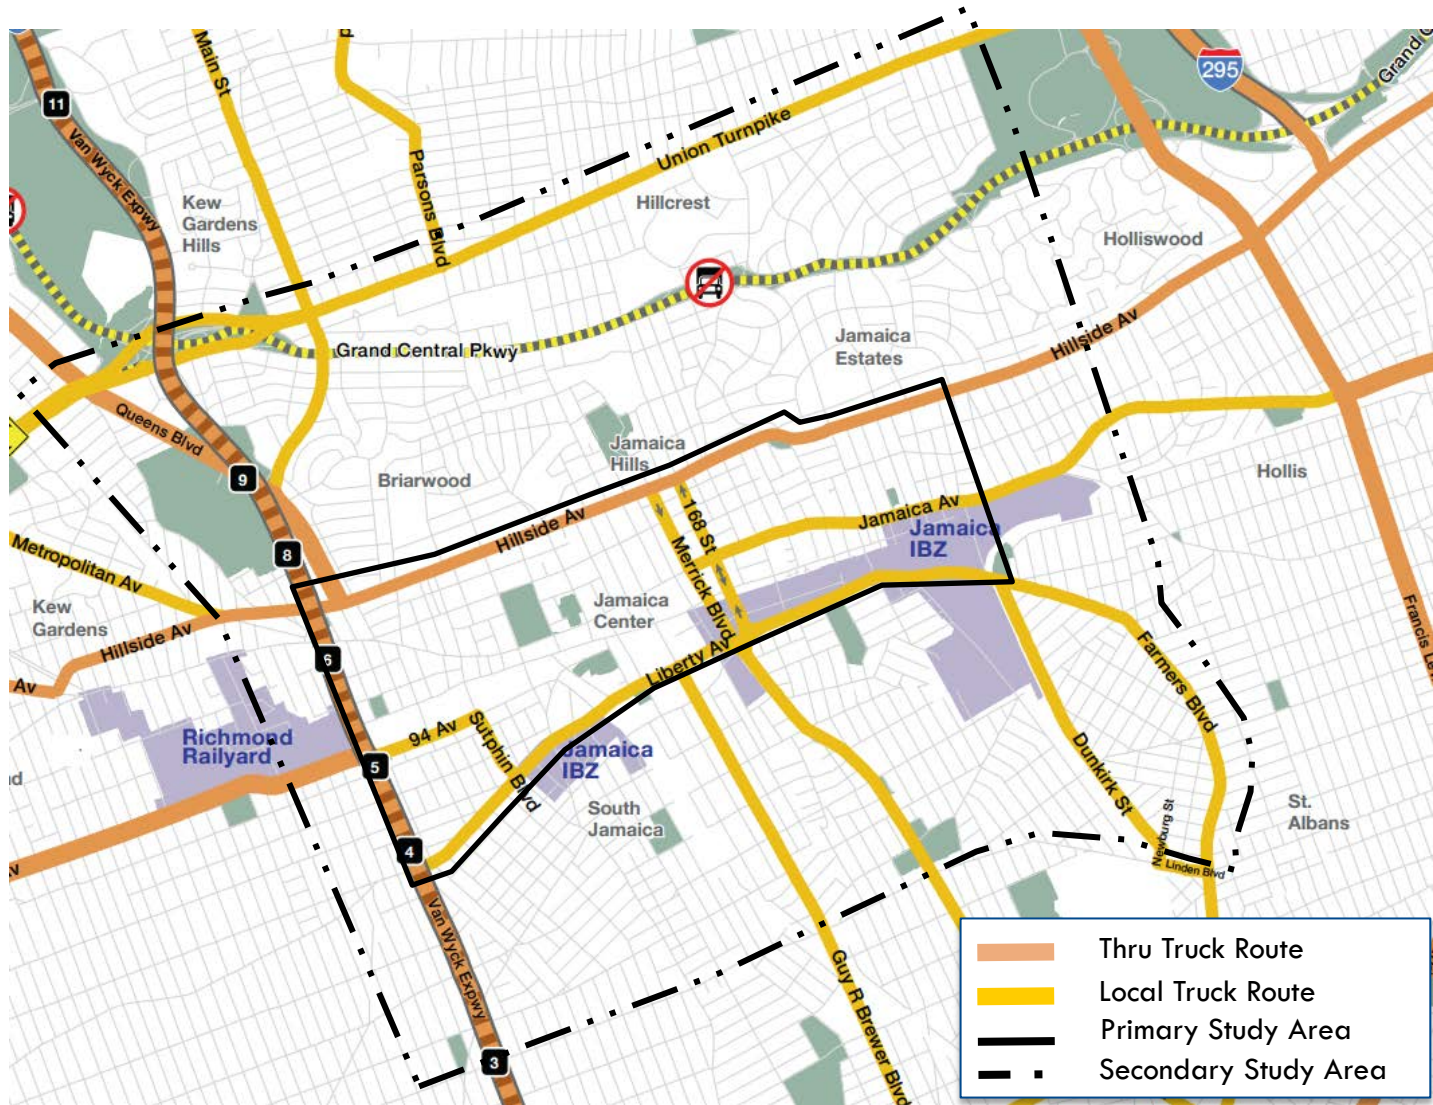 Main St
d
295
Grand C
11
Van Wyck Expwy
Parsons Blvd
Union Turnpike
Kew
Gardens
Hills
Hillcrest
Holliswood
Grand Central Pkwy
Jamaica
Estates
Hillside Av
Queens Blvd
Jamaica
Hills
Briarwood
9
Hollis
168 St
Jamaica Av
Hillside Av
Jamaica
IBZ
8
Metropolitan Av
Merrick Blvd
Kew
Gardens
Jamaica
Center
Francis Le
Hillside Av
6
Liberty Av
Farmers Blvd
Av
Richmond
Railyard
94 Av
Sutphin Blvd
5
Jamaica
IBZ
d
Dunkirk St
South
Jamaica
St.
Albans
Newburg St
4
Linden Blvd
v
Van Wyck Expwy
Guy R Brewer Blvd
3
Thru Truck Route
Local Truck Route
Primary Study Area
Secondary Study Area